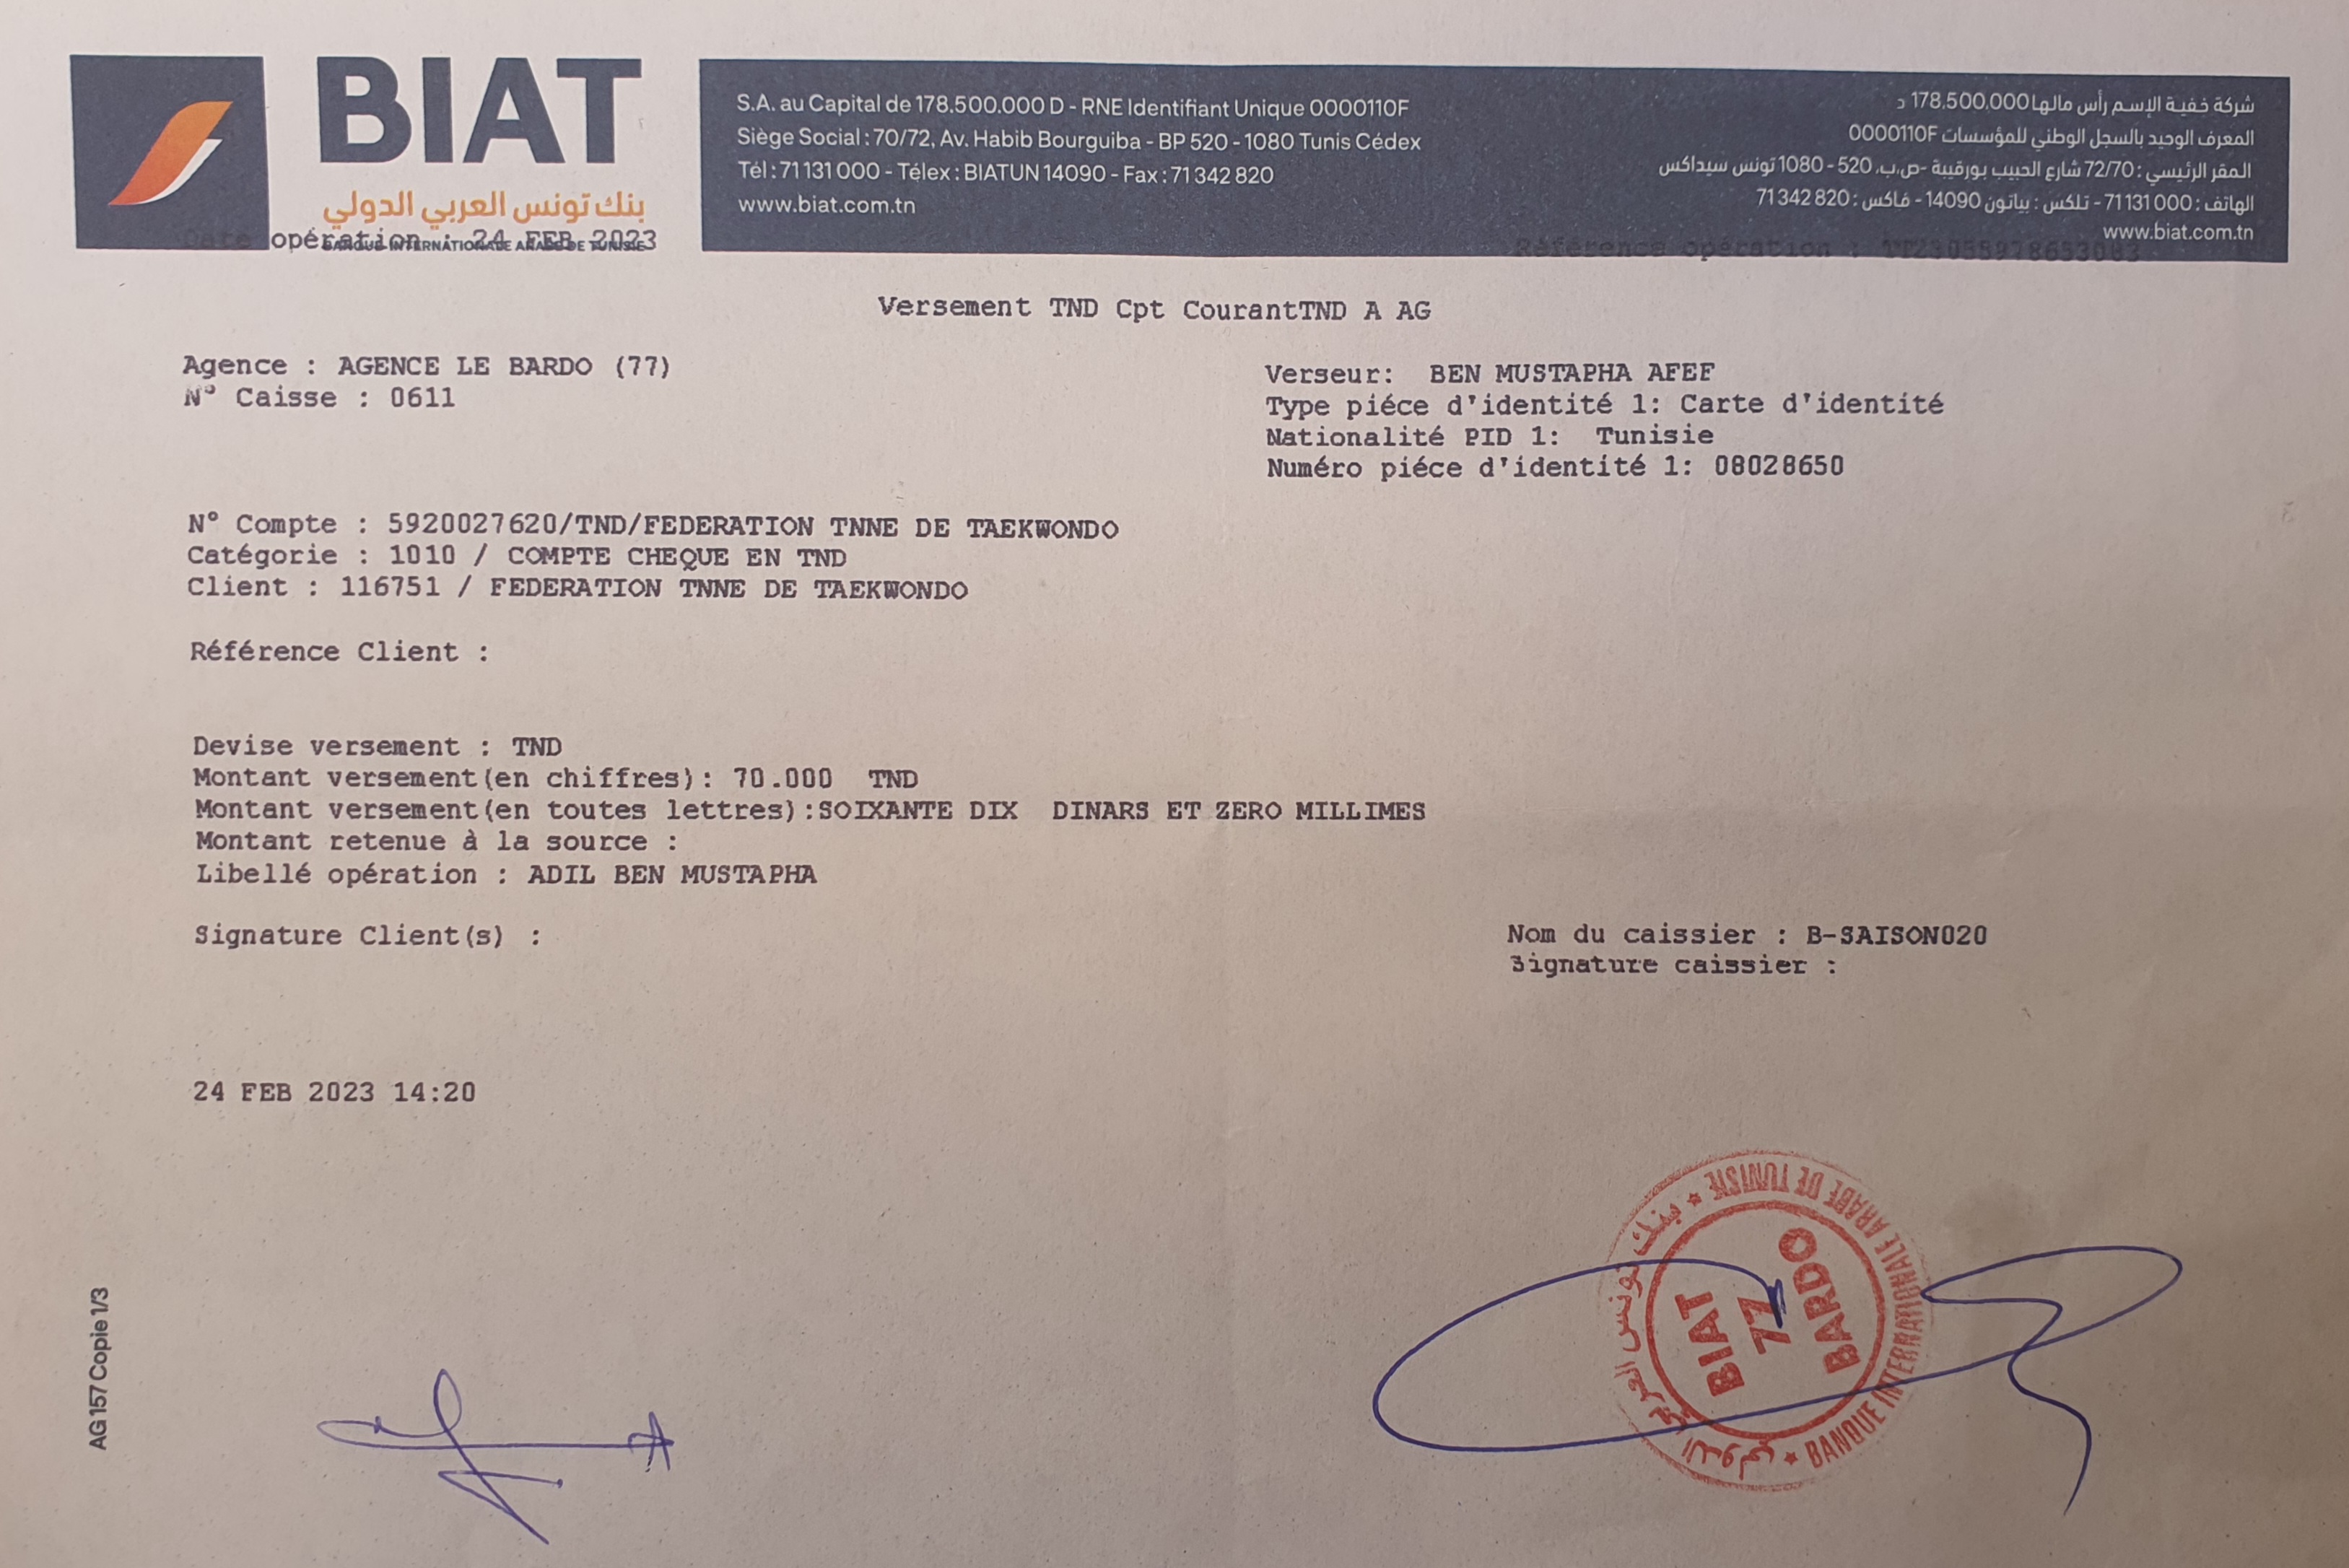 BIAT
بنك تونس العربي الدولي
BANQUE INTERNATIONALE ARABE DE TUNISIE
S.A. au Capital de 178.500.000 D - RNE Identifiant Unique 0000110F
Siège Social : 70/72, Av. Habib Bourguiba - BP 520 - 1080 Tunis Cédex
Tél : 71 131 000 - Télex : BIATUN 14090 - Fax : 71 342 820
www.biat.com.tn
شركة خفية الإسم رأس مالها 178.500.000 د
المعرف الوحيد بالسجل الوطني للمؤسسات 0000110F
المقر الرئيسي : 72/70 شارع الحبيب بورقيبة -ص.ب. 520 - 1080 تونس سيداكس
الهاتف : 71 131 000 - تلكس : بياتون 14090 - فاكس : 71 342 820
www.biat.com.tn
Date opération : 24 FEB 2023
Référence opération :
Versement TND Cpt CourantTND A AG
Agence : AGENCE LE BARDO (77)
N° Caisse : 0611
Verseur: BEN MUSTAPHA AFEF
Type piéce d'identité 1: Carte d'identité
Nationalité PID 1: Tunisie
Numéro piéce d'identité 1: 08028650
N° Compte : 5920027620/TND/FEDERATION TNNE DE TAEKWONDO
Catégorie : 1010 / COMPTE CHEQUE EN TND
Client : 116751 / FEDERATION TNNE DE TAEKWONDO
Référence Client :
Devise versement : TND
Montant versement(en chiffres): 70.000 TND
Montant versement(en toutes lettres):SOIXANTE DIX DINARS ET ZERO MILLIMES
Montant retenue à la source :
Libellé opération : ADIL BEN MUSTAPHA
Signature Client(s) :
Nom du caissier : B-SAISON020
Signature caissier :
24 FEB 2023 14:20
AG 157 Copie 1/3
بنك تونس العربي الدولي * BANQUE INTERNATIONALE ARABE DE TUNISIE *
BIAT
77
BARDO